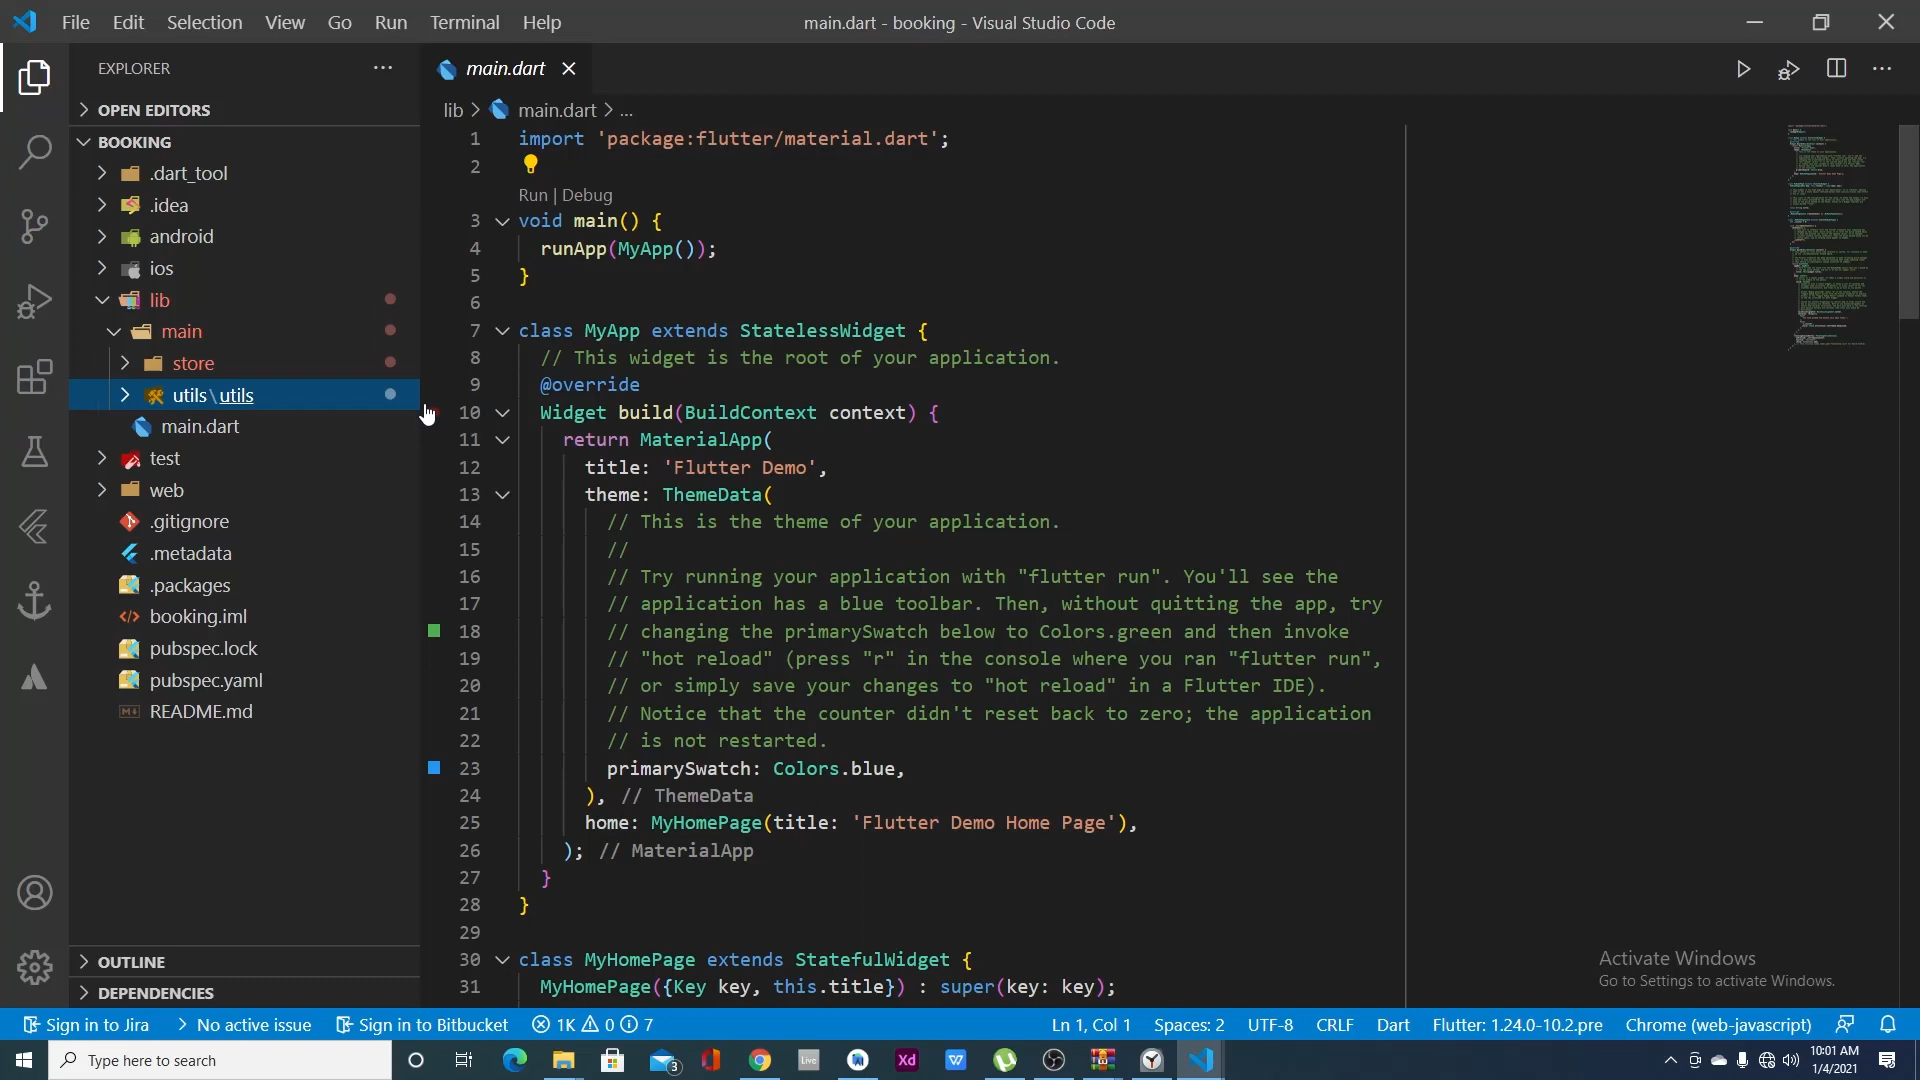 File Edit Selection View Go Run Terminal Help
main.dart - booking - Visual Studio Code
EXPLORER
OPEN EDITORS
BOOKING
.dart_tool
.idea
android
ios
lib
main
store
utils\utils
main.dart
test
web
.gitignore
.metadata
.packages
booking.iml
pubspec.lock
pubspec.yaml
README.md
OUTLINE
DEPENDENCIES
main.dart
lib > main.dart > ...
1 import 'package:flutter/material.dart';
2
Run | Debug
3 void main() {
4 runApp(MyApp());
5 }
6
7 class MyApp extends StatelessWidget {
8 // This widget is the root of your application.
9 @override
10 Widget build(BuildContext context) {
11 return MaterialApp(
12 title: 'Flutter Demo',
13 theme: ThemeData(
14 // This is the theme of your application.
15 //
16 // Try running your application with "flutter run". You'll see the
17 // application has a blue toolbar. Then, without quitting the app, try
18 // changing the primarySwatch below to Colors.green and then invoke
19 // "hot reload" (press "r" in the console where you ran "flutter run",
20 // or simply save your changes to "hot reload" in a Flutter IDE).
21 // Notice that the counter didn't reset back to zero; the application
22 // is not restarted.
23 primarySwatch: Colors.blue,
24 ), // ThemeData
25 home: MyHomePage(title: 'Flutter Demo Home Page'),
26 ); // MaterialApp
27 }
28 }
29
30 class MyHomePage extends StatefulWidget {
31 MyHomePage({Key key, this.title}) : super(key: key);
Activate Windows
Go to Settings to activate Windows.
Sign in to Jira > No active issue Sign in to Bitbucket 1K 0 7
Ln 1, Col 1 Spaces: 2 UTF-8 CRLF Dart Flutter: 1.24.0-10.2.pre Chrome (web-javascript)
Type here to search
3
Live
Xd
10:01 AM
1/4/2021